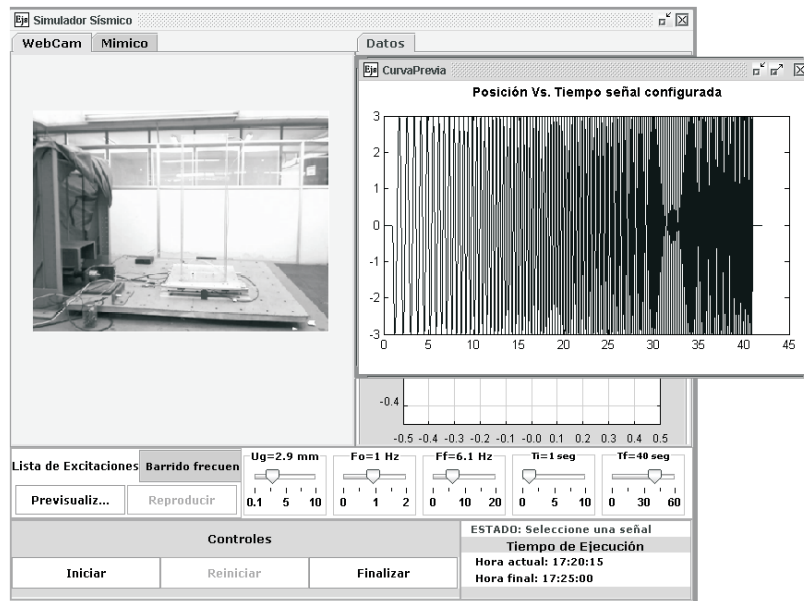 Ejs Simulador Sísmico
WebCam Mimico
Datos
Ejs CurvaPrevia
Posición Vs. Tiempo señal configurada
3
2
1
0
-1
-2
-3
0 5 10 15 20 25 30 35 40 45
-0.4
-0.5 -0.4 -0.3 -0.2 -0.1 0.0 0.1 0.2 0.3 0.4 0.5
Lista de Excitaciones Barrido frecuen
Previsualiz... Reproducir
Ug=2.9 mm
0.1 5 10
Fo=1 Hz
0 1 2
Ff=6.1 Hz
0 10 20
Ti=1 seg
0 5 10
Tf=40 seg
0 30 60
Controles
Iniciar Reiniciar Finalizar
ESTADO: Seleccione una señal
Tiempo de Ejecución
Hora actual: 17:20:15
Hora final: 17:25:00